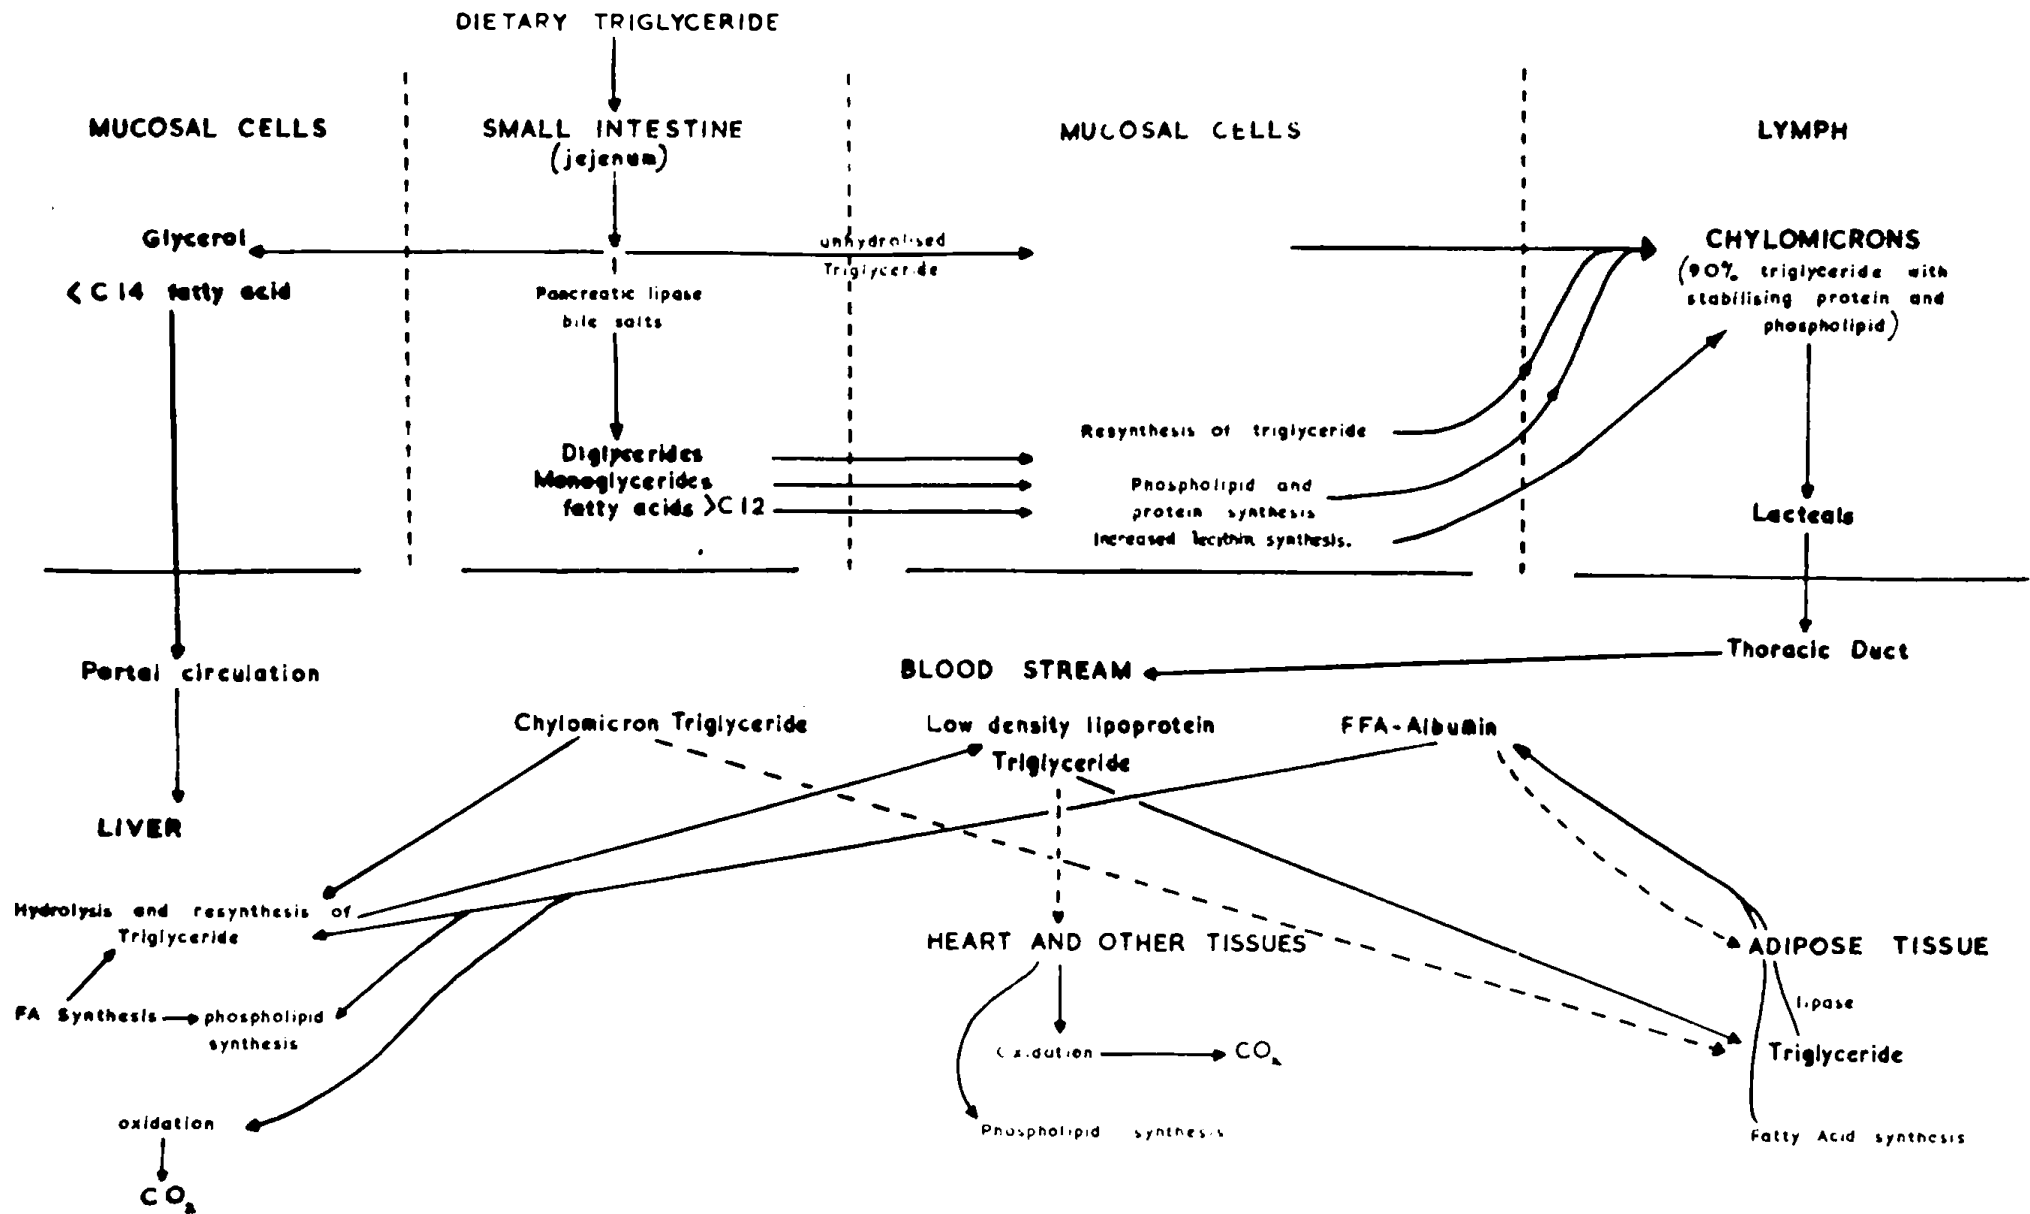 DIETARY TRIGLYCERIDE
MUCOSAL CELLS
SMALL INTESTINE
(jejenum)
MUCOSAL CELLS
LYMPH
Glycerol
<C14 fatty acid
unhydrolised
Triglyceride
Pancreatic lipase
bile salts
CHYLOMICRONS
(90% triglyceride with
stabilising protein and
phospholipid)
Diglycerides
Monoglycerides
fatty acids >C12
Resynthesis of triglyceride
Phospholipid and
protein synthesis
Increased lecithin synthesis.
Lacteals
Portal circulation
BLOOD STREAM
Thoracic Duct
Chylomicron Triglyceride
Low density lipoprotein
Triglyceride
FFA-Albumin
LIVER
Hydrolysis and resynthesis of
Triglyceride
HEART AND OTHER TISSUES
ADIPOSE TISSUE
lipase
FA Synthesis
phospholipid
synthesis
Oxidation
CO₂
Triglyceride
oxidation
Phospholipid synthesis
Fatty Acid synthesis
CO₂